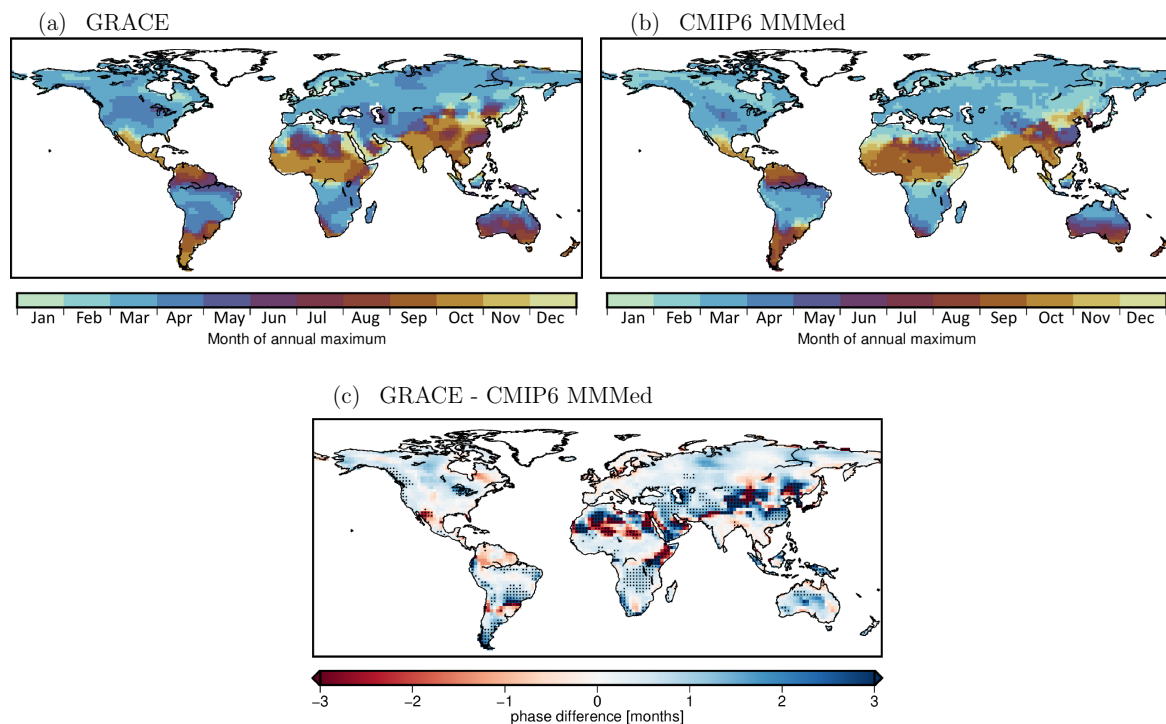 (a) GRACE
(b) CMIP6 MMMed
Jan Feb Mar Apr May Jun Jul Aug Sep Oct Nov Dec
Month of annual maximum
Jan Feb Mar Apr May Jun Jul Aug Sep Oct Nov Dec
Month of annual maximum
(c) GRACE - CMIP6 MMMed
−3 −2 −1 0 1 2 3
phase difference [months]